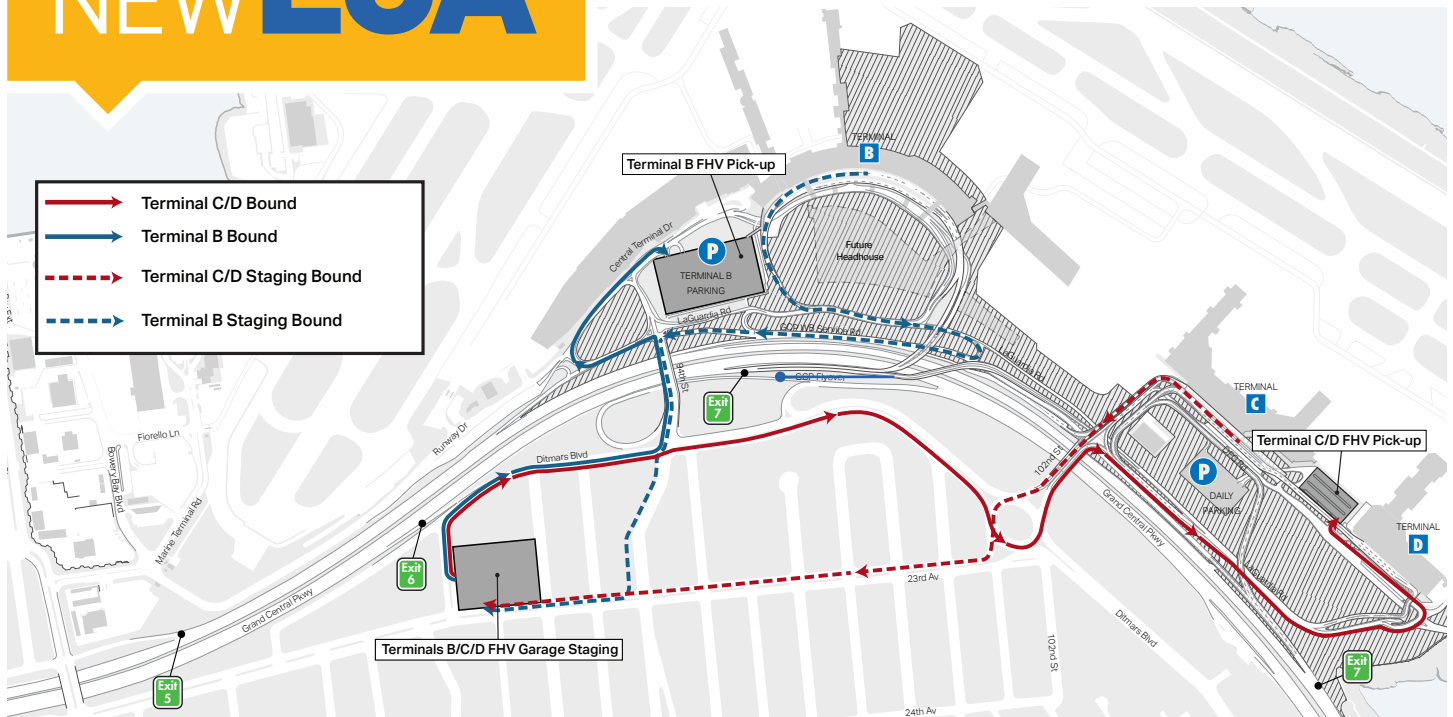 NEW LGA
Terminal C/D Bound
Terminal B Bound
Terminal C/D Staging Bound
Terminal B Staging Bound
Terminal B FHV Pick-up
TERMINAL
B
Central Terminal Dr
P
TERMINAL B
PARKING
Future
Headhouse
LaGuardia Rd
GCP WB Service Rd
LaGuardia Rd
94th St
GCP Flyover
Exit
7
TERMINAL
C
Terminal C/D FHV Pick-up
P
DAILY
PARKING
TERMINAL
D
102nd St
Grand Central Pkwy
LaGuardia Rd
Fiorello Ln
Bowery Bay Blvd
Marine Terminal Rd
Runway Dr
Ditmars Blvd
Exit
6
Grand Central Pkwy
Exit
5
Terminals B/C/D FHV Garage Staging
23rd Av
102nd St
Ditmars Blvd
24th Av
Exit
7